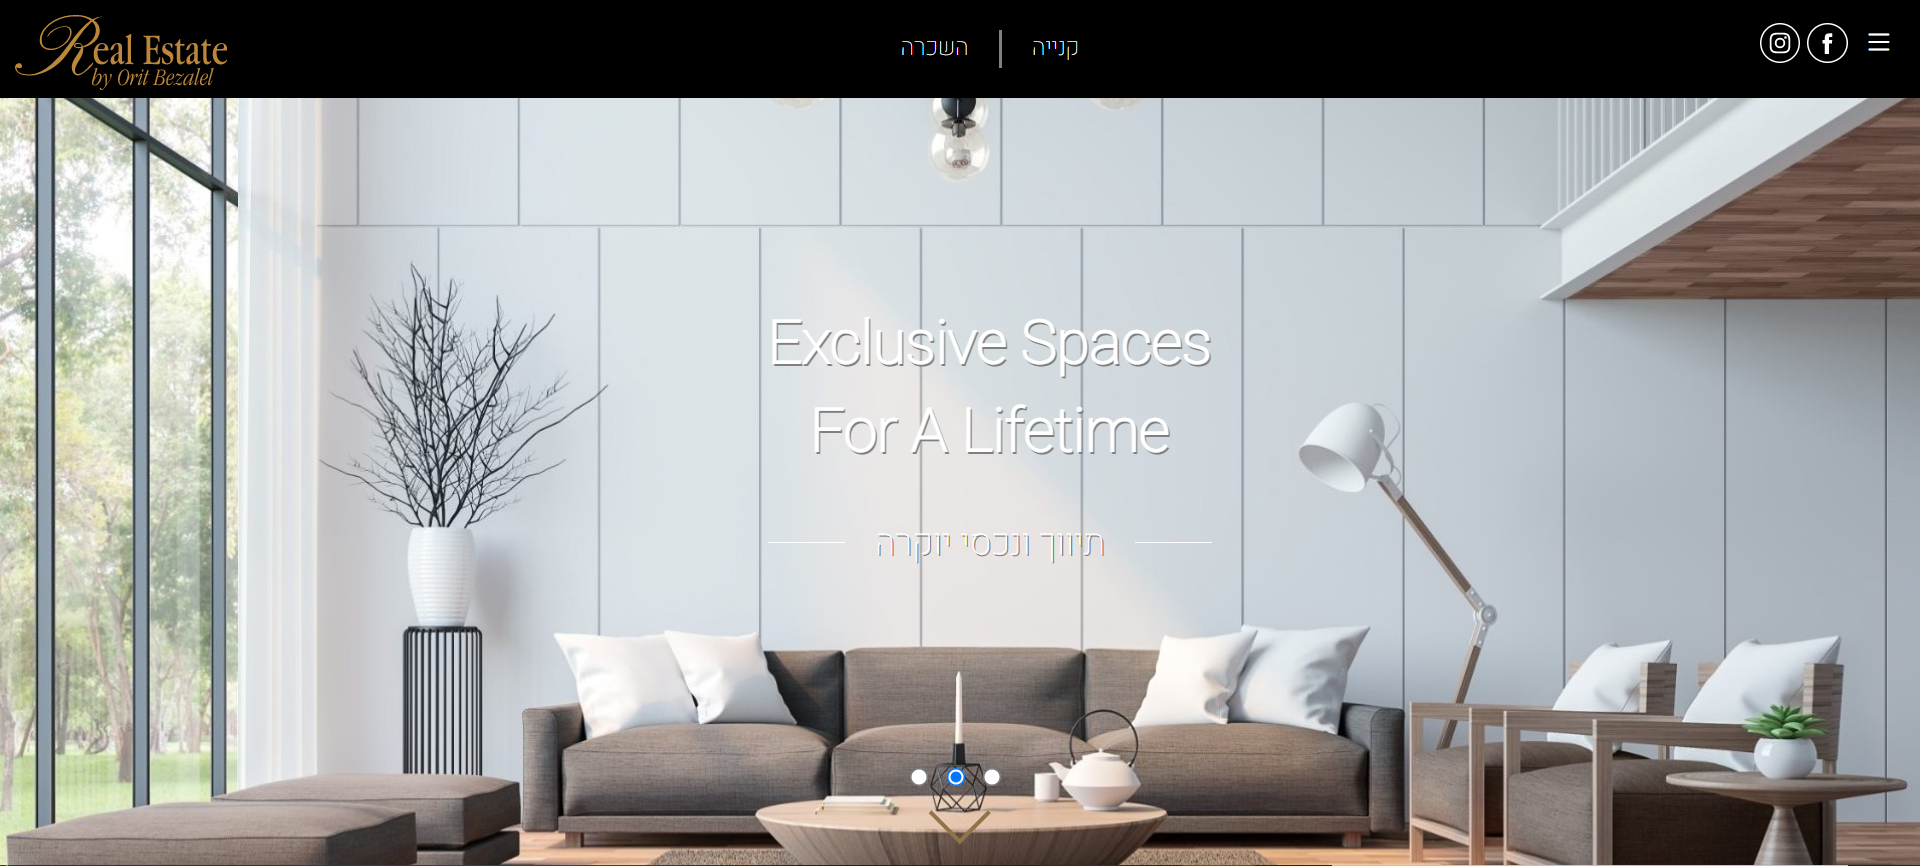 Real Estate
by Orit Bezalel
קנייה
השכרה
Exclusive Spaces
For A Lifetime
תיווך ונכסי יוקרה